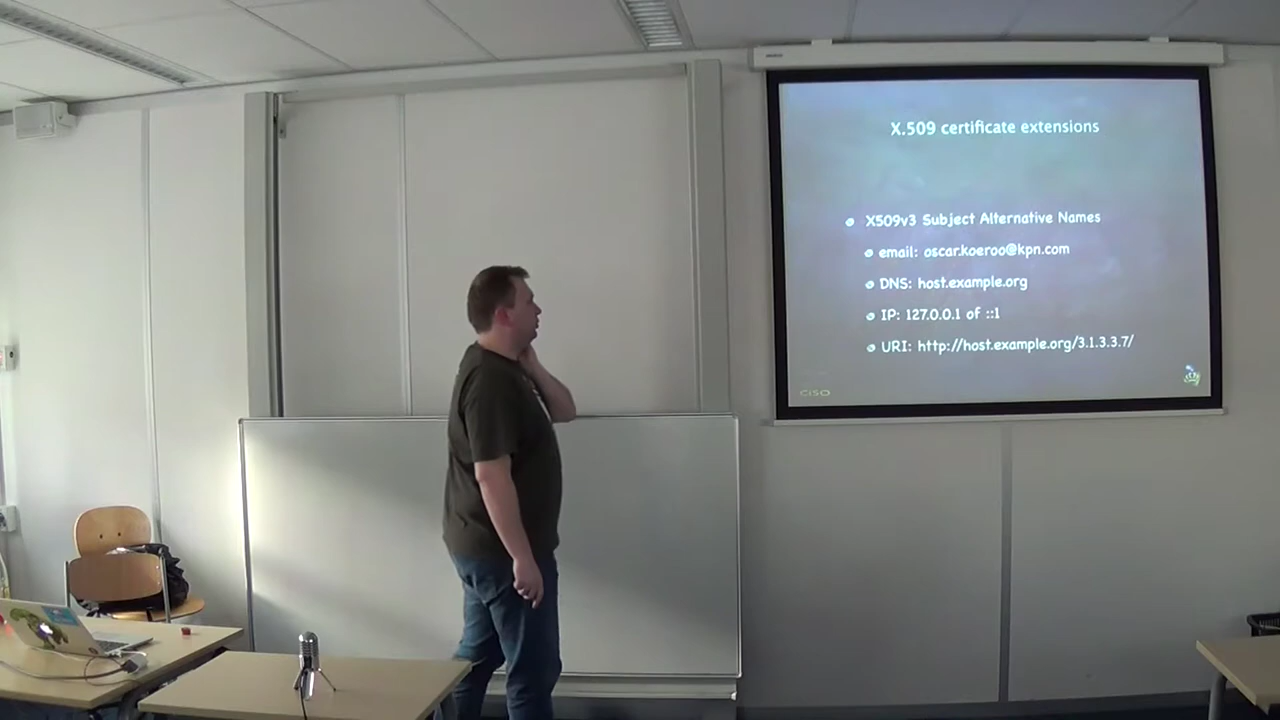 X.509 certificate extensions
X509v3 Subject Alternative Names
email: oscar.koeroo@kpn.com
DNS: host.example.org
IP: 127.0.0.1 of ::1
URI: http://host.example.org/3.1.3.3.7/
CISO